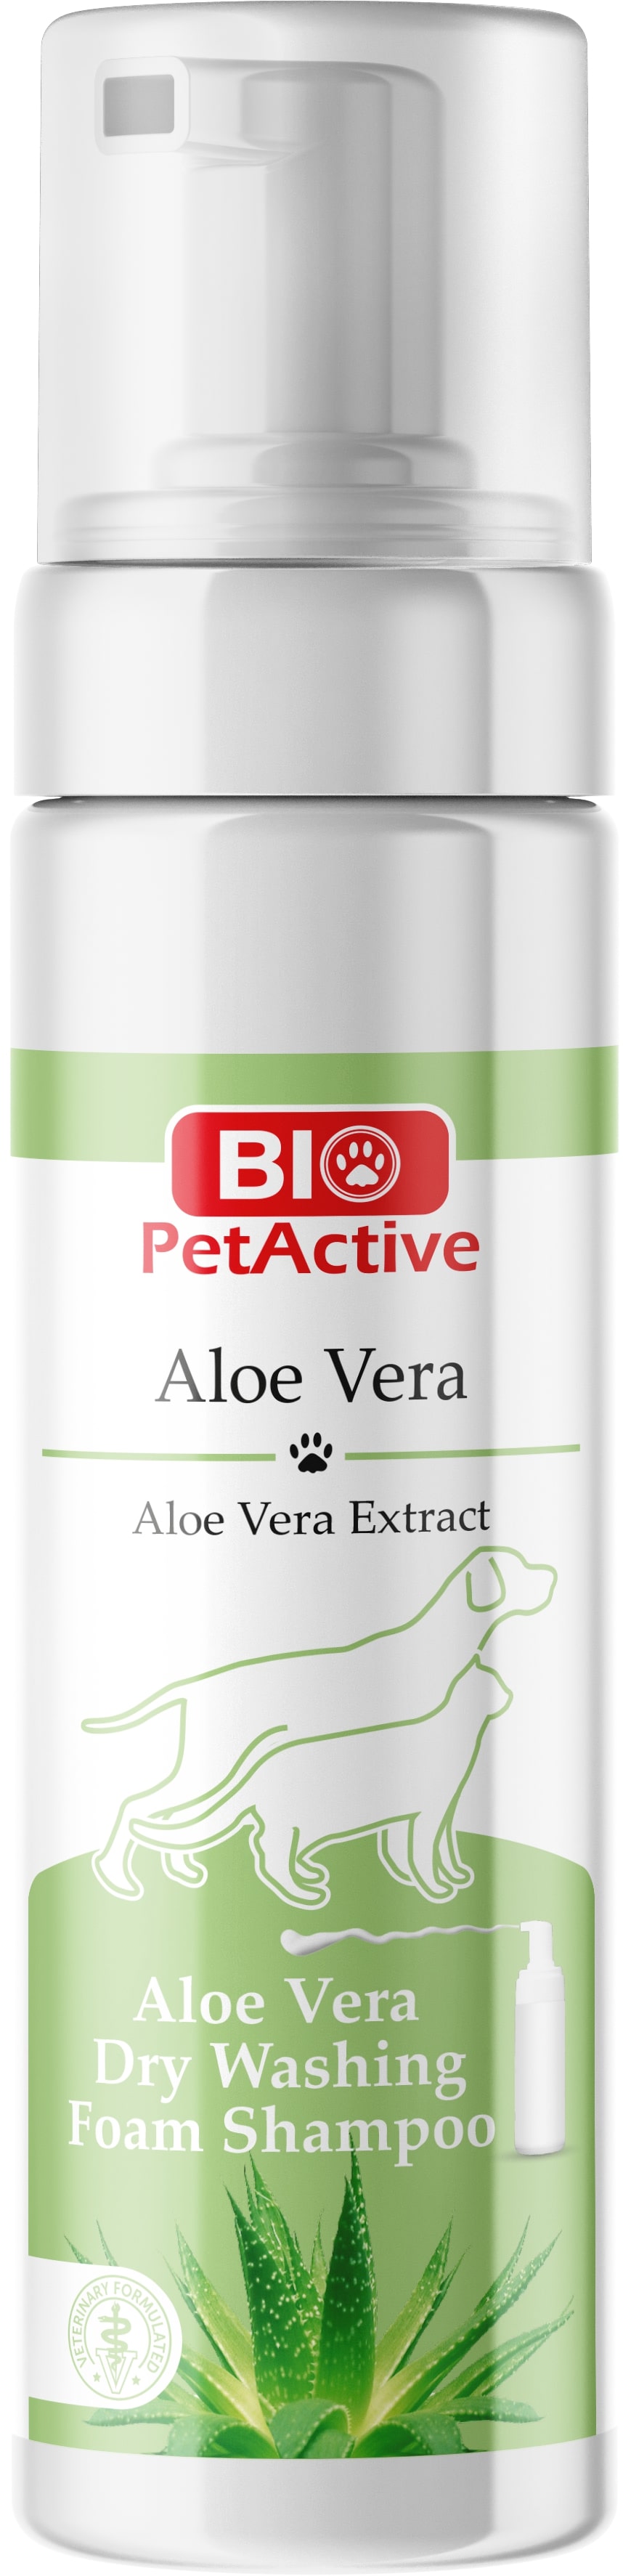 BIO
PetActive
Aloe Vera
Aloe Vera Extract
Aloe Vera
Dry Washing
Foam Shampoo
VETERINARY FORMULATED
V